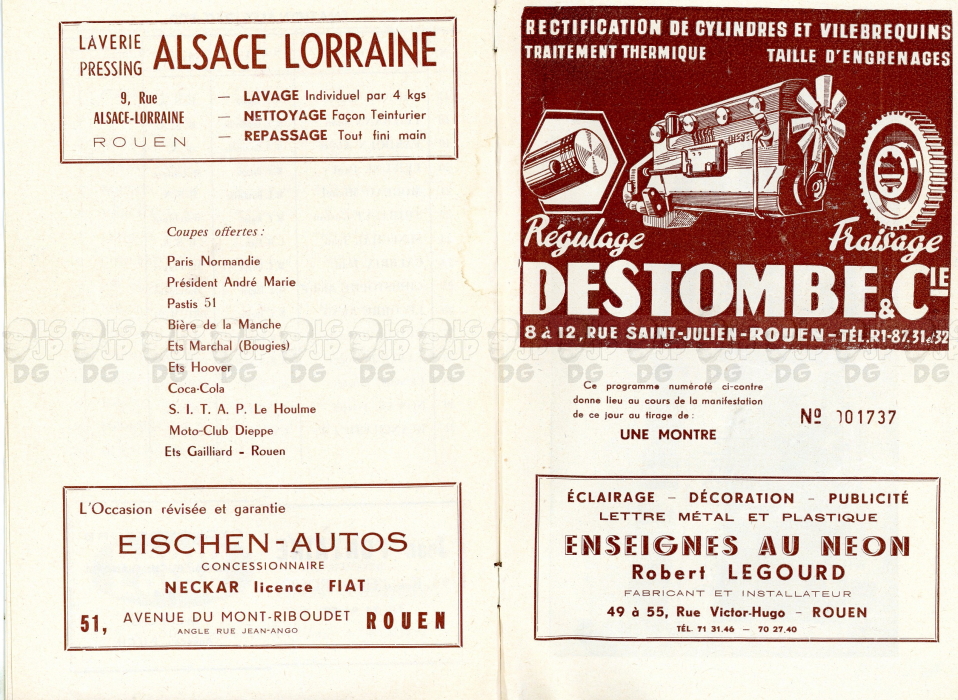 LAVERIE
PRESSING
ALSACE LORRAINE
9, Rue
ALSACE-LORRAINE
ROUEN
— LAVAGE Individuel par 4 kgs
— NETTOYAGE Façon Teinturier
— REPASSAGE Tout fini main
Coupes offertes :
Paris Normandie
Président André Marie
Pastis 51
Bière de la Manche
Ets Marchal (Bougies)
Ets Hoover
Coca-Cola
S. I. T. A. P. Le Houlme
Moto-Club Dieppe
Ets Gailliard - Rouen
L'Occasion révisée et garantie
EISCHEN-AUTOS
CONCESSIONNAIRE
NECKAR licence FIAT
51, AVENUE DU MONT-RIBOUDET ROUEN
ANGLE RUE JEAN-ANGO
RECTIFICATION DE CYLINDRES ET VILEBREQUINS
TRAITEMENT THERMIQUE TAILLE D'ENGRENAGES
Régulage Fraisage
DESTOMBE & CIE
8 à 12, RUE SAINT-JULIEN - ROUEN - TÉL. R1-87.31 et 32
Ce programme numéroté ci-contre
donne lieu au cours de la manifestation
de ce jour au tirage de :
UNE MONTRE
Nº 001737
ÉCLAIRAGE - DÉCORATION - PUBLICITÉ
LETTRE MÉTAL ET PLASTIQUE
ENSEIGNES AU NEON
Robert LEGOURD
FABRICANT ET INSTALLATEUR
49 à 55, Rue Victor-Hugo - ROUEN
TÉL. 71 31.46 — 70 27.40
LG JP DG